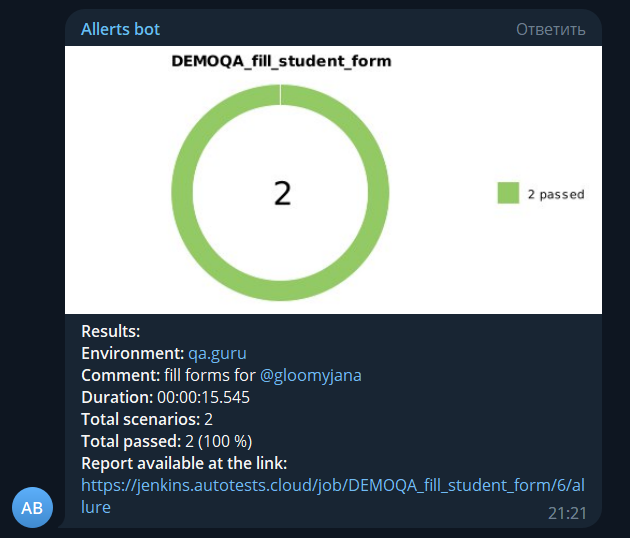 Allerts bot
Ответить
DEMOQA_fill_student_form
2
2 passed
Results:
Environment: qa.guru
Comment: fill forms for @gloomyjana
Duration: 00:00:15.545
Total scenarios: 2
Total passed: 2 (100 %)
Report available at the link:
https://jenkins.autotests.cloud/job/DEMOQA_fill_student_form/6/al
lure
AB
21:21